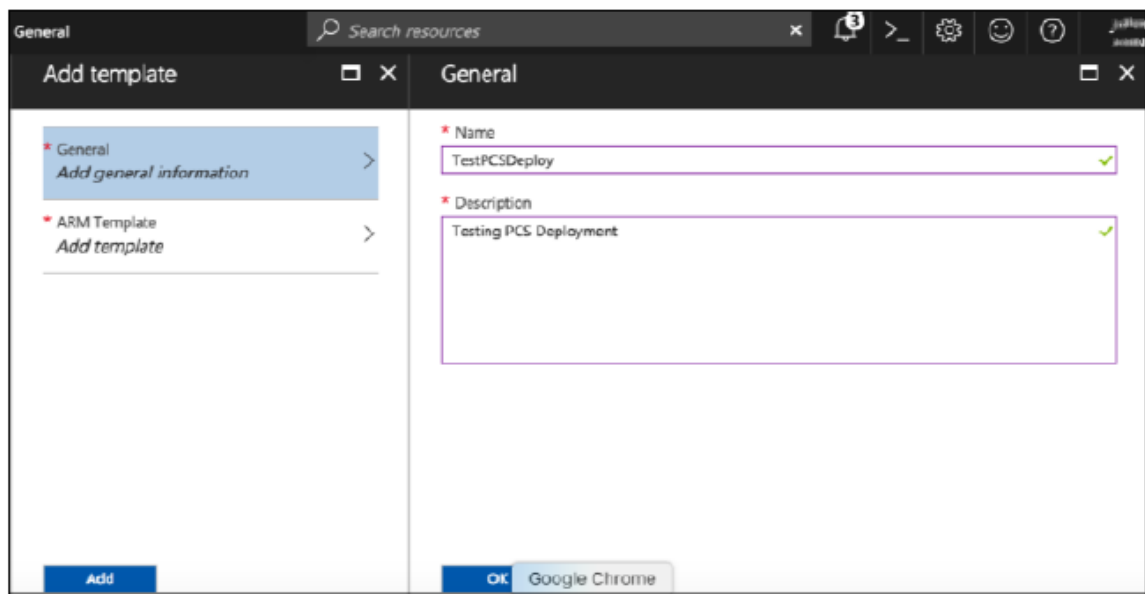 General
Search resources
3
Add template
General
* General
Add general information
* ARM Template
Add template
Add
* Name
TestPCSDeploy
* Description
Testing PCS Deployment
OK
Google Chrome